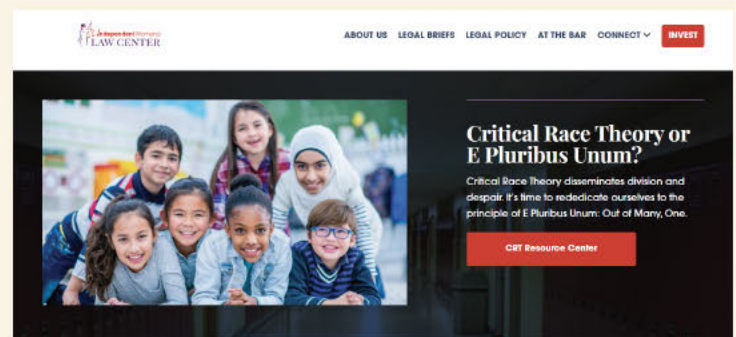 Independent Women's
LAW CENTER
ABOUT US LEGAL BRIEFS LEGAL POLICY AT THE BAR CONNECT INVEST
Critical Race Theory or
E Pluribus Unum?
Critical Race Theory disseminates division and
despair. It's time to rededicate ourselves to the
principle of E Pluribus Unum: Out of Many, One.
CRT Resource Center